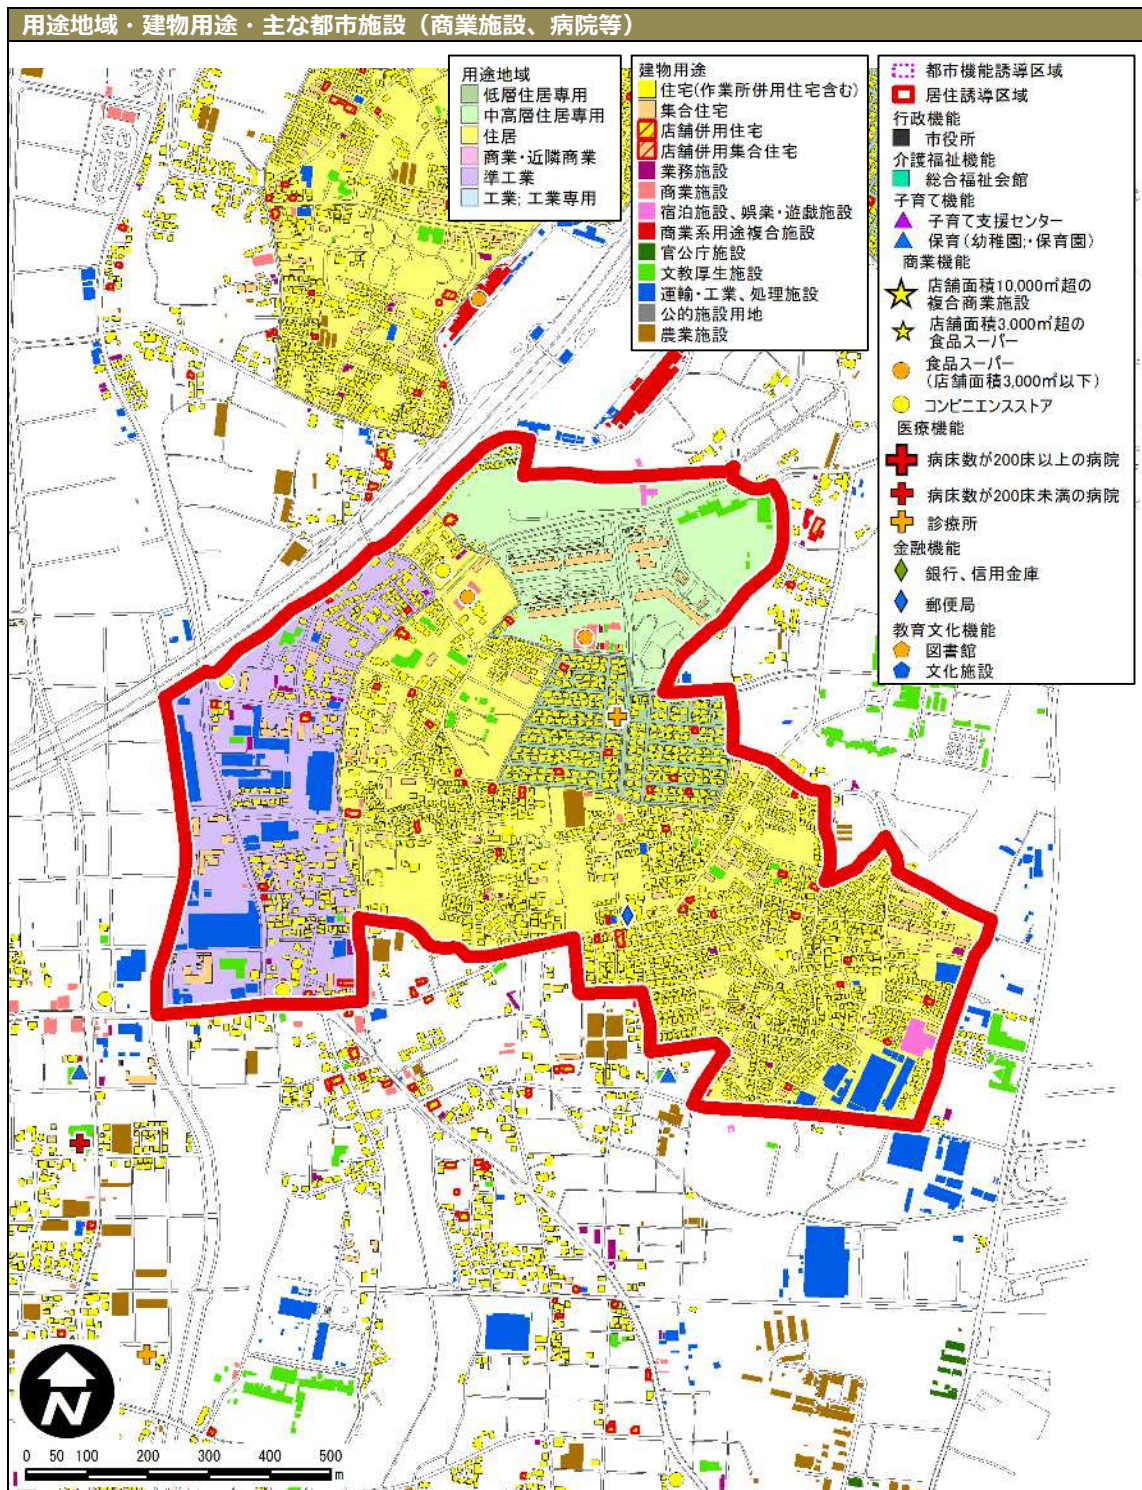 用途地域・建物用途・主な都市施設（商業施設、病院等）
用途地域
低層住居専用
中高層住居専用
住居
商業・近隣商業
準工業
工業; 工業専用
建物用途
住宅(作業所併用住宅含む)
集合住宅
店舗併用住宅
店舗併用集合住宅
業務施設
商業施設
宿泊施設、娯楽・遊戯施設
商業系用途複合施設
官公庁施設
文教厚生施設
運輸・工業、処理施設
公的施設用地
農業施設
都市機能誘導区域
居住誘導区域
行政機能
市役所
介護福祉機能
総合福祉会館
子育て機能
子育て支援センター
保育(幼稚園;・保育園)
商業機能
店舗面積10,000㎡超の
複合商業施設
店舗面積3,000㎡超の
食品スーパー
食品スーパー
(店舗面積3,000㎡以下)
コンビニエンスストア
医療機能
病床数が200床以上の病院
病床数が200床未満の病院
診療所
金融機能
銀行、信用金庫
郵便局
教育文化機能
図書館
文化施設
N
0 50 100 200 300 400 500
m